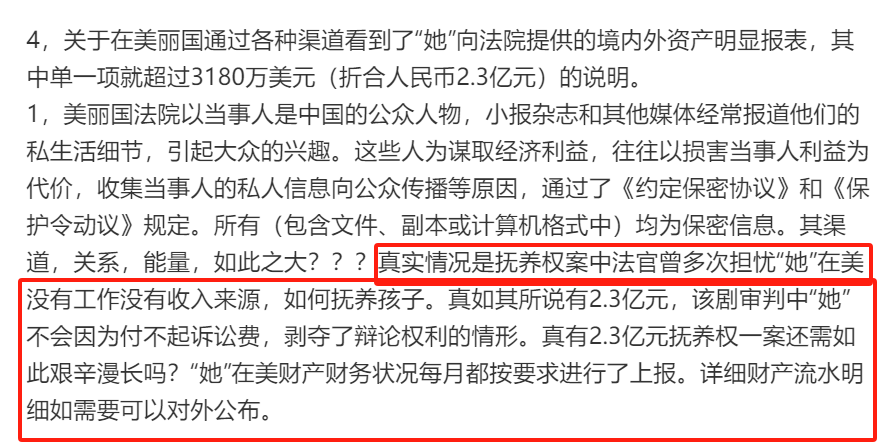 4，关于在美丽国通过各种渠道看到了“她”向法院提供的境内外资产明显报表，其
中单一项就超过3180万美元（折合人民币2.3亿元）的说明。
1，美丽国法院以当事人是中国的公众人物，小报杂志和其他媒体经常报道他们的
私生活细节，引起大众的兴趣。这些人为谋取经济利益，往往以损害当事人利益为
代价，收集当事人的私人信息向公众传播等原因，通过了《约定保密协议》和《保
护令动议》规定。所有（包含文件、副本或计算机格式中）均为保密信息。其渠
道，关系，能量，如此之大？？？真实情况是抚养权案中法官曾多次担忧“她”在美
没有工作没有收入来源，如何抚养孩子。真如其所说有2.3亿元，该剧审判中“她”
不会因为付不起诉讼费，剥夺了辩论权利的情形。真有2.3亿元抚养权一案还需如
此艰辛漫长吗？“她”在美财产财务状况每月都按要求进行了上报。详细财产流水明
细如需要可以对外公布。